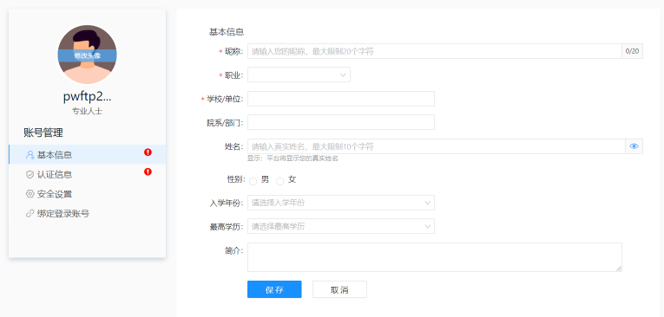 修改头像
pwftp2...
专业人士
账号管理
基本信息
认证信息
安全设置
绑定登录账号
基本信息
* 昵称: 请输入您的昵称、最大限制20个字符 0/20
* 职业:
* 学校/单位:
院系/部门:
姓名: 请输入真实姓名、最大限制10个字符
显示：平台将显示您的真实姓名
性别: 男 女
入学年份: 请选择入学年份
最高学历: 请选择最高学历
简介:
保存 取消